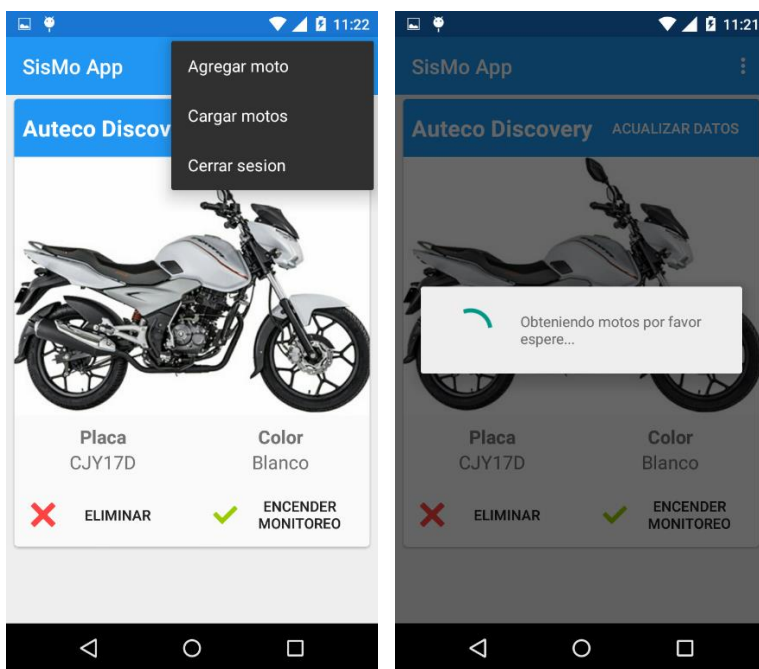 11:22
SisMo App
Agregar moto
Cargar motos
Cerrar sesion
Auteco Discov
Placa
Color
CJY17D
Blanco
ELIMINAR
ENCENDER
MONITOREO
11:21
SisMo App
Auteco Discovery
ACUALIZAR DATOS
Obteniendo motos por favor
espere...
Placa
Color
CJY17D
Blanco
ELIMINAR
ENCENDER
MONITOREO